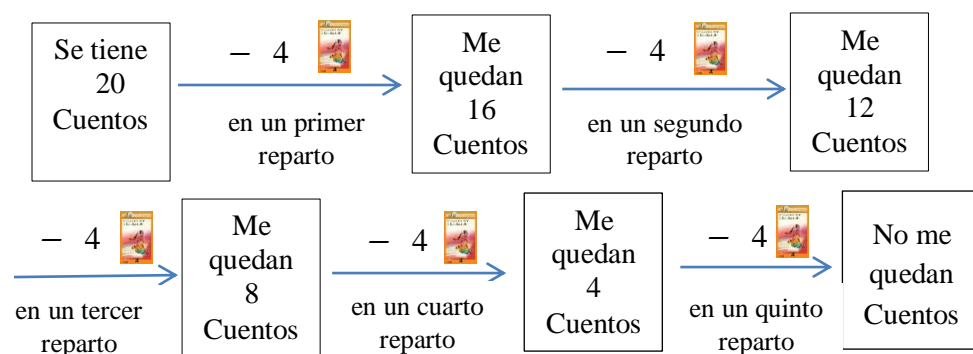 Se tiene
20
Cuentos
− 4
en un primer
reparto
Me
quedan
16
Cuentos
− 4
en un segundo
reparto
Me
quedan
12
Cuentos
− 4
en un tercer
reparto
Me
quedan
8
Cuentos
− 4
en un cuarto
reparto
Me
quedan
4
Cuentos
− 4
en un quinto
reparto
No me
quedan
Cuentos